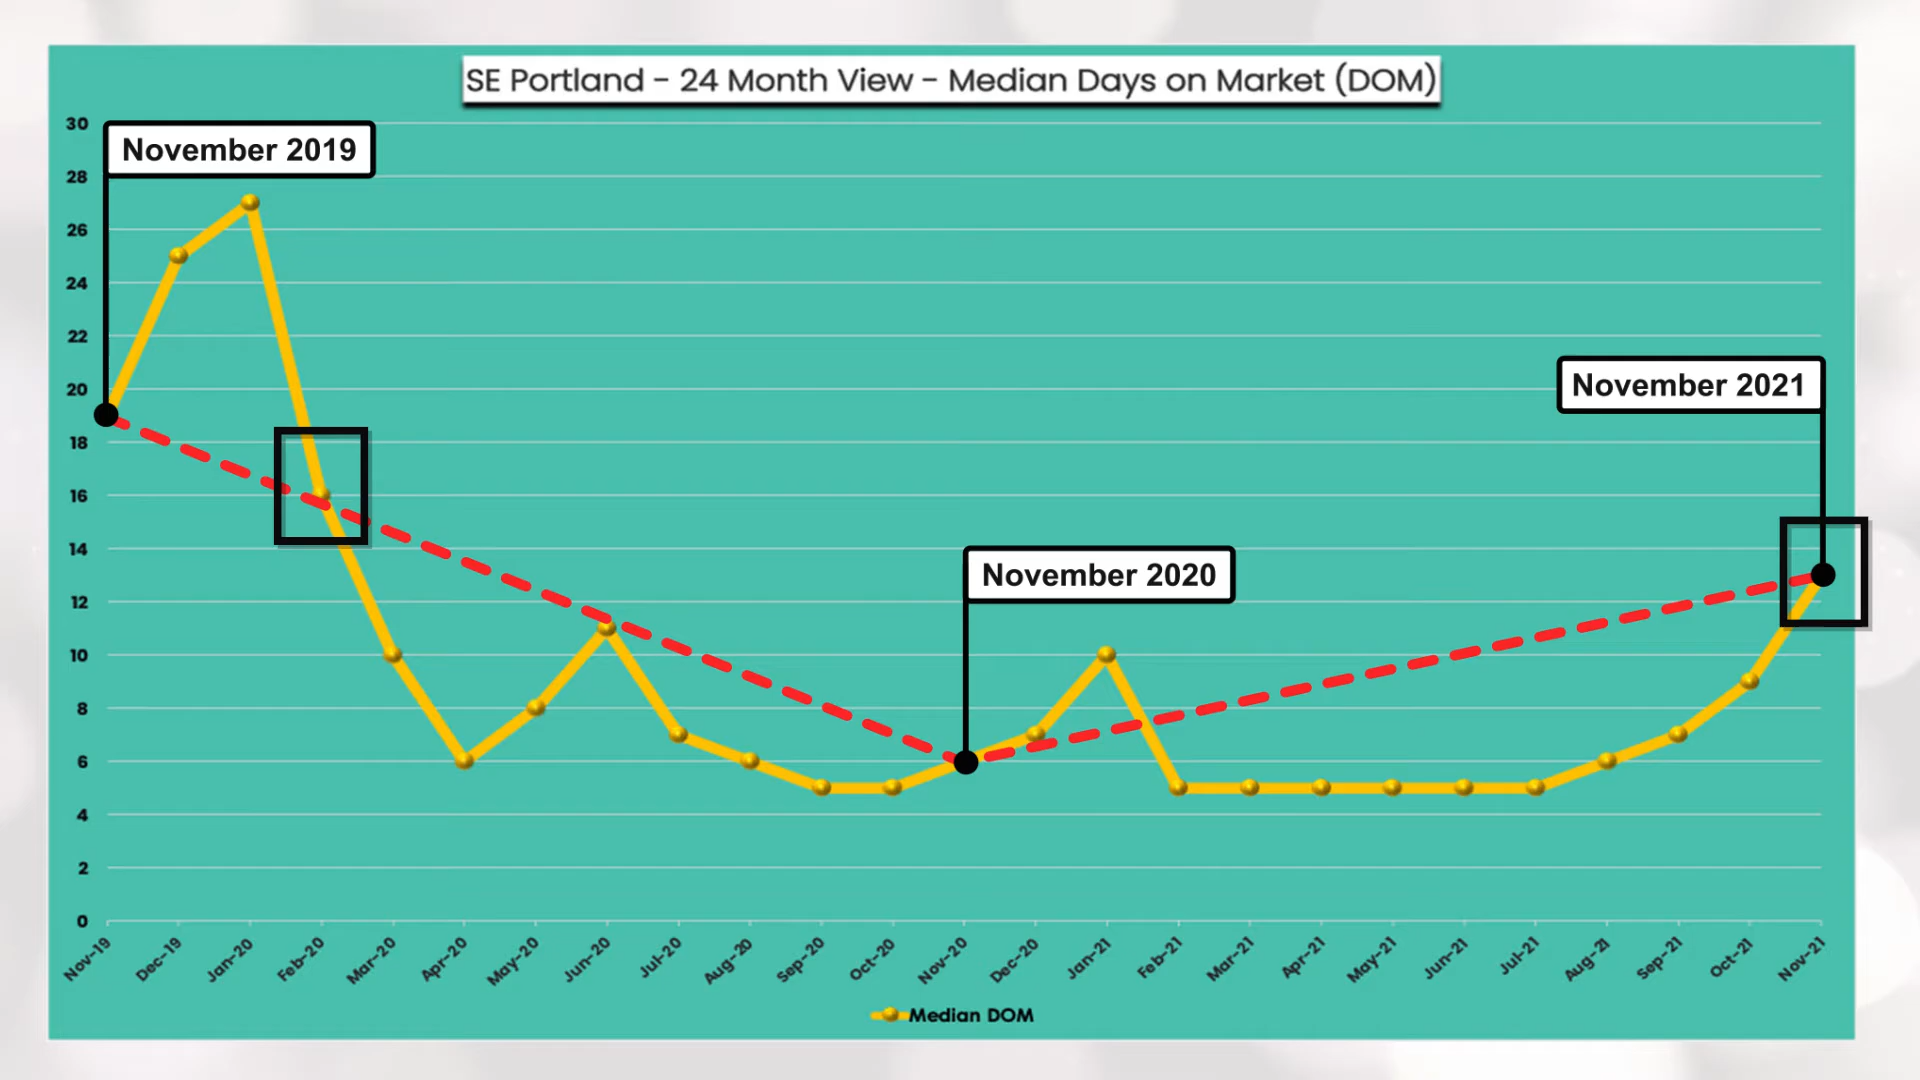 SE Portland - 24 Month View - Median Days on Market (DOM)
30
November 2019
28
26
24
22
20
November 2021
18
16
14
November 2020
12
10
8
6
4
2
0
Nov-19
Dec-19
Jan-20
Feb-20
Mar-20
Apr-20
May-20
Jun-20
Jul-20
Aug-20
Sep-20
Oct-20
Nov-20
Dec-20
Jan-21
Feb-21
Mar-21
Apr-21
May-21
Jun-21
Jul-21
Aug-21
Sep-21
Oct-21
Nov-21
Median DOM